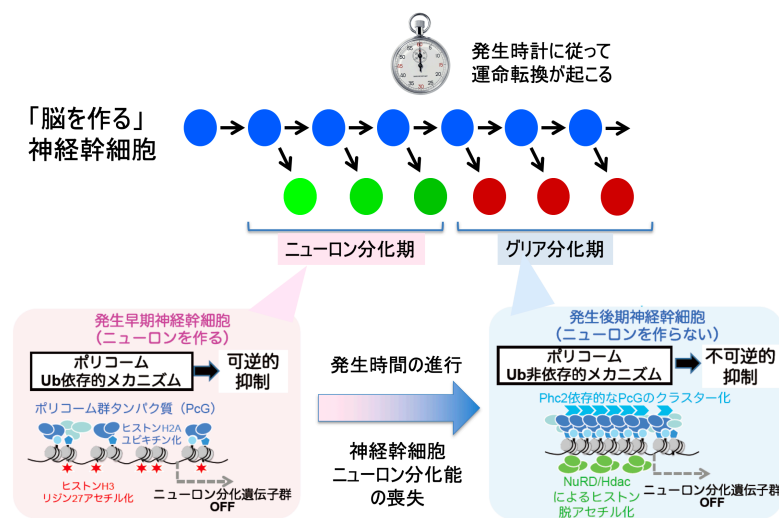 発生時計に従って
運命転換が起こる
「脳を作る」
神経幹細胞
ニューロン分化期
グリア分化期
発生早期神経幹細胞
（ニューロンを作る）
ポリコーム
Ub依存的メカニズム
可逆的
抑制
ポリコーム群タンパク質（PcG）
ヒストンH2A
ユビキチン化
ヒストンH3
リジン27アセチル化
ニューロン分化遺伝子群
OFF
発生時間の進行
神経幹細胞
ニューロン分化能
の喪失
発生後期神経幹細胞
（ニューロンを作らない）
ポリコーム
Ub非依存的メカニズム
不可逆的
抑制
Phc2依存的なPcGのクラスター化
NuRD/Hdac
によるヒストン
脱アセチル化
ニューロン分化遺伝子群
OFF